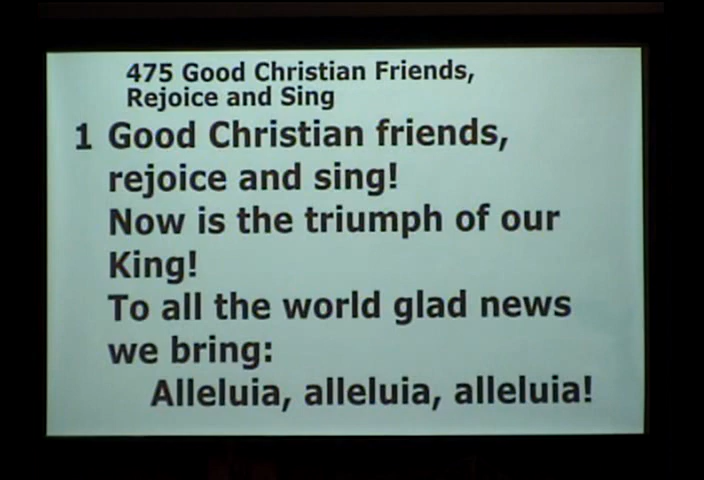 475 Good Christian Friends,
Rejoice and Sing
1 Good Christian friends,
rejoice and sing!
Now is the triumph of our
King!
To all the world glad news
we bring:
Alleluia, alleluia, alleluia!